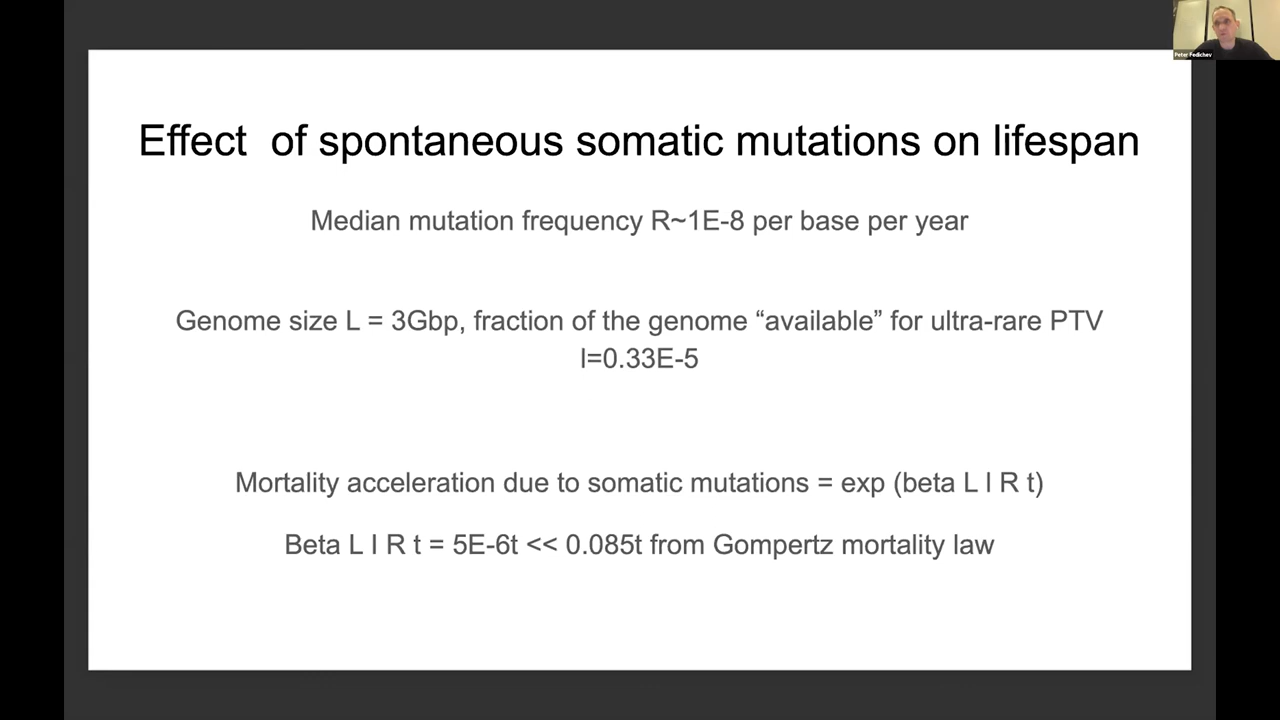 Effect of spontaneous somatic mutations on lifespan
Median mutation frequency R~1E-8 per base per year
Genome size L = 3Gbp, fraction of the genome “available” for ultra-rare PTV
l=0.33E-5
Mortality acceleration due to somatic mutations = exp (beta L l R t)
Beta L l R t = 5E-6t << 0.085t from Gompertz mortality law
Peter Fedichev